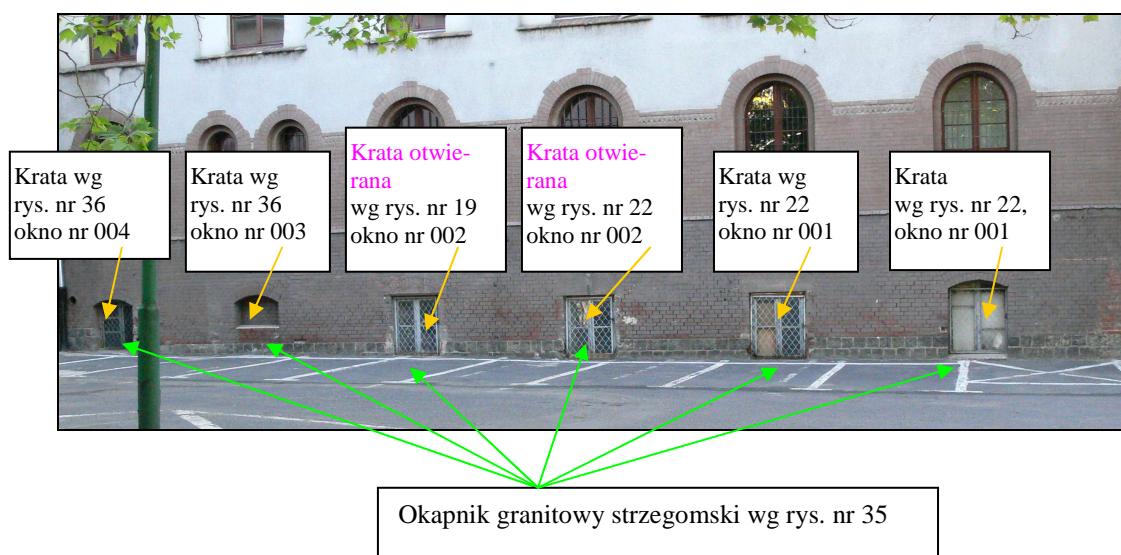 Krata wg
rys. nr 36
okno nr 004
Krata wg
rys. nr 36
okno nr 003
Krata otwie-
rana
wg rys. nr 19
okno nr 002
Krata otwie-
rana
wg rys. nr 22
okno nr 002
Krata wg
rys. nr 22
okno nr 001
Krata
wg rys. nr 22,
okno nr 001
Okapnik granitowy strzegomski wg rys. nr 35